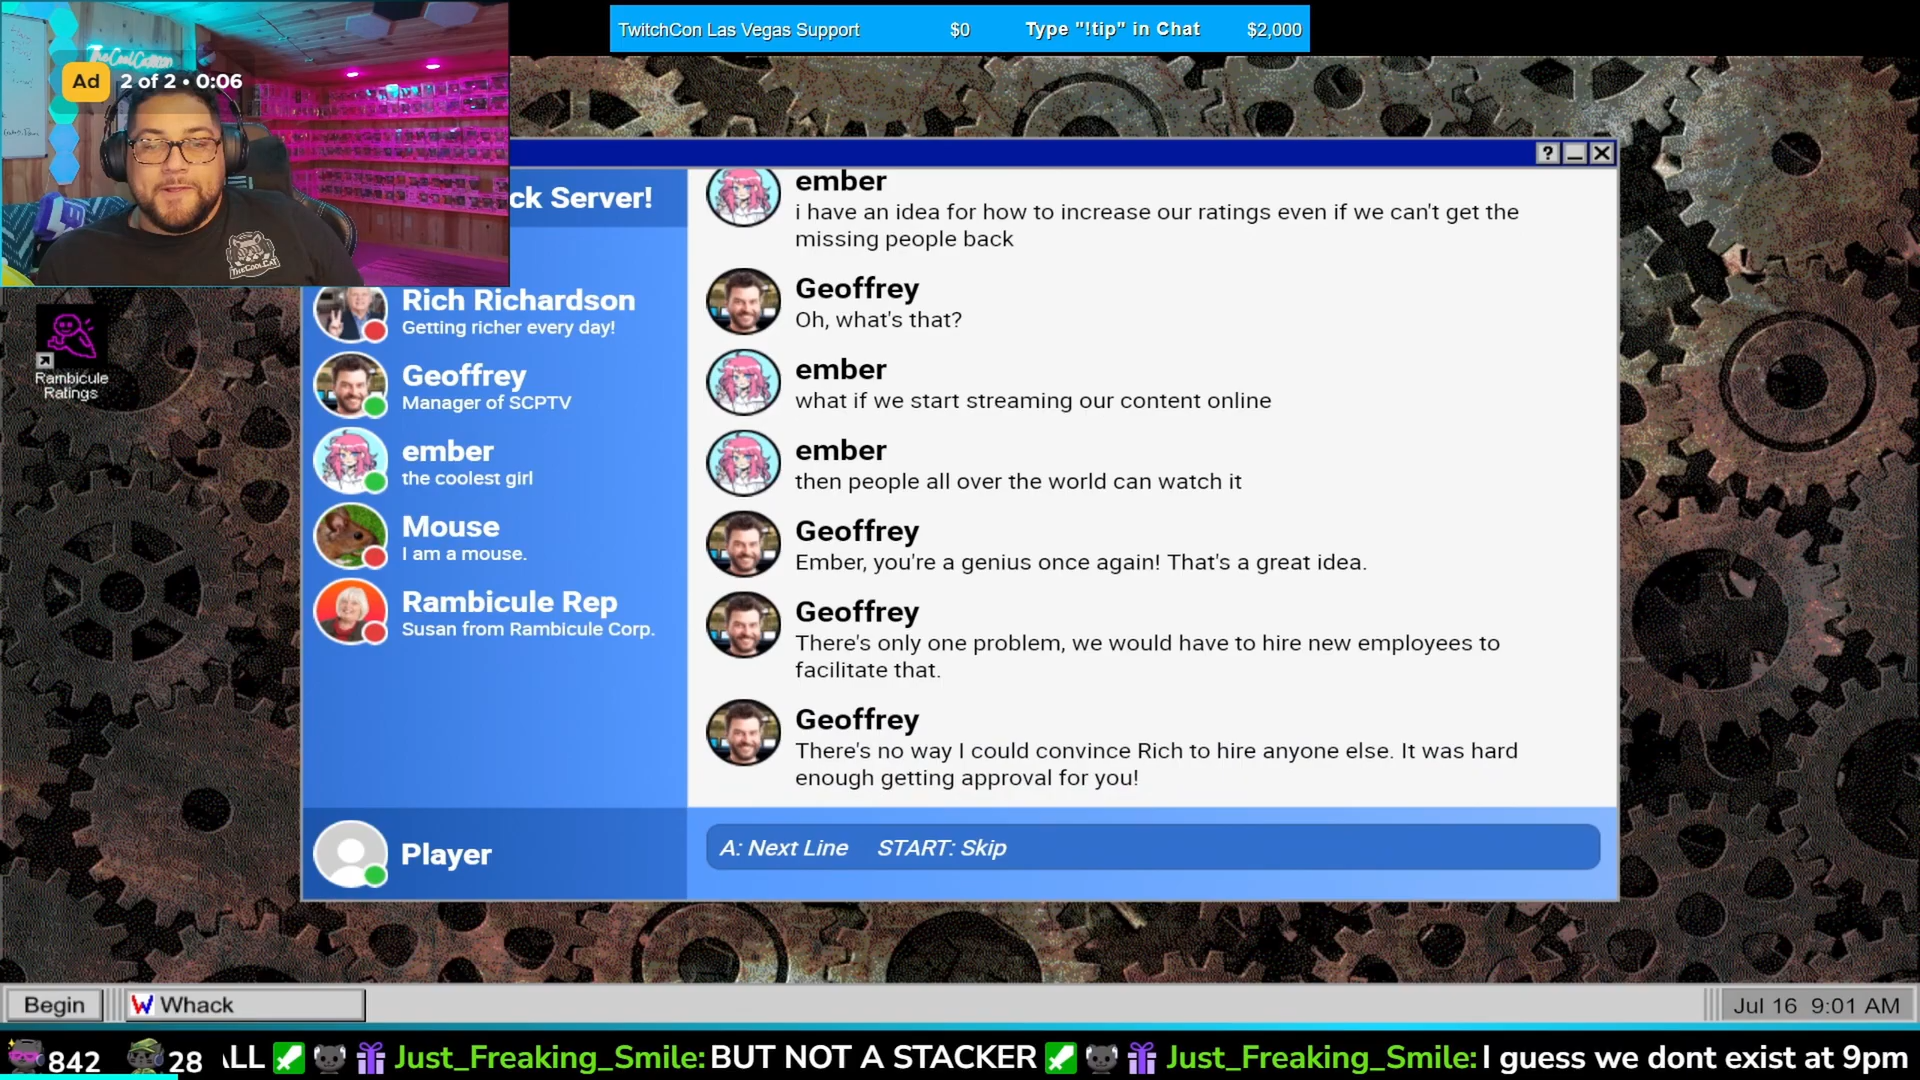 TwitchCon Las Vegas Support $0 Type "!tip" in Chat $2,000
Ad 2 of 2 • 0:06
TheCoolCatmon
THECOOLCAT
ck Server!
Rich Richardson
Getting richer every day!
Geoffrey
Manager of SCPTV
ember
the coolest girl
Mouse
I am a mouse.
Rambicule Rep
Susan from Rambicule Corp.
Player
Rambicule
Ratings
?
ember
i have an idea for how to increase our ratings even if we can't get the
missing people back
Geoffrey
Oh, what's that?
ember
what if we start streaming our content online
ember
then people all over the world can watch it
Geoffrey
Ember, you're a genius once again! That's a great idea.
Geoffrey
There's only one problem, we would have to hire new employees to
facilitate that.
Geoffrey
There's no way I could convince Rich to hire anyone else. It was hard
enough getting approval for you!
A: Next Line START: Skip
Begin W Whack Jul 16 9:01 AM
842 28 ALL Just_Freaking_Smile: BUT NOT A STACKER Just_Freaking_Smile: I guess we dont exist at 9pm